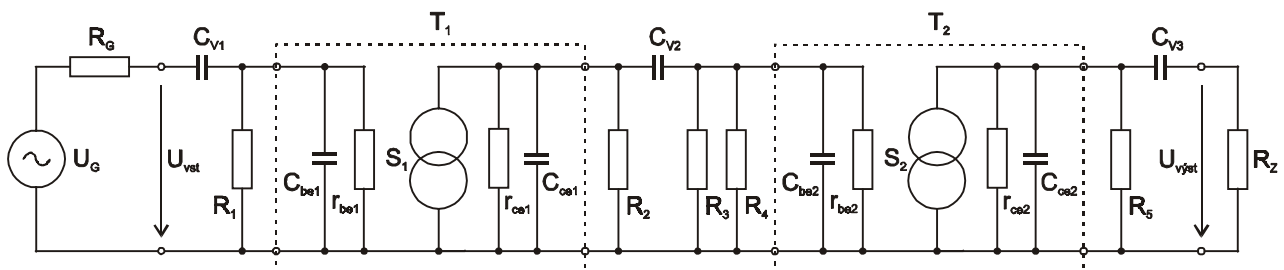 T1
T2
RG
CV1
CV2
CV3
UG
Uvst
R1
Cbe1
rbe1
S1
rce1
Cce1
R2
R3
R4
Cbe2
rbe2
S2
rce2
Cce2
R5
Uvýst
RZ